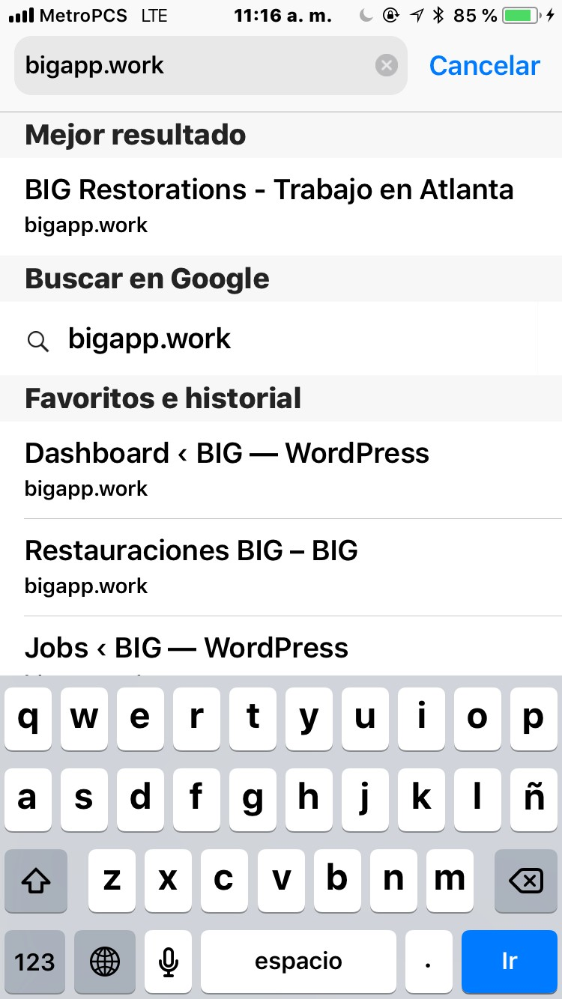 MetroPCS LTE 11:16 a. m. 85 %
bigapp.work Cancelar
Mejor resultado
BIG Restorations - Trabajo en Atlanta
bigapp.work
Buscar en Google
bigapp.work
Favoritos e historial
Dashboard ‹ BIG — WordPress
bigapp.work
Restauraciones BIG – BIG
bigapp.work
Jobs ‹ BIG — WordPress
q w e r t y u i o p
a s d f g h j k l ñ
z x c v b n m
123 espacio . Ir